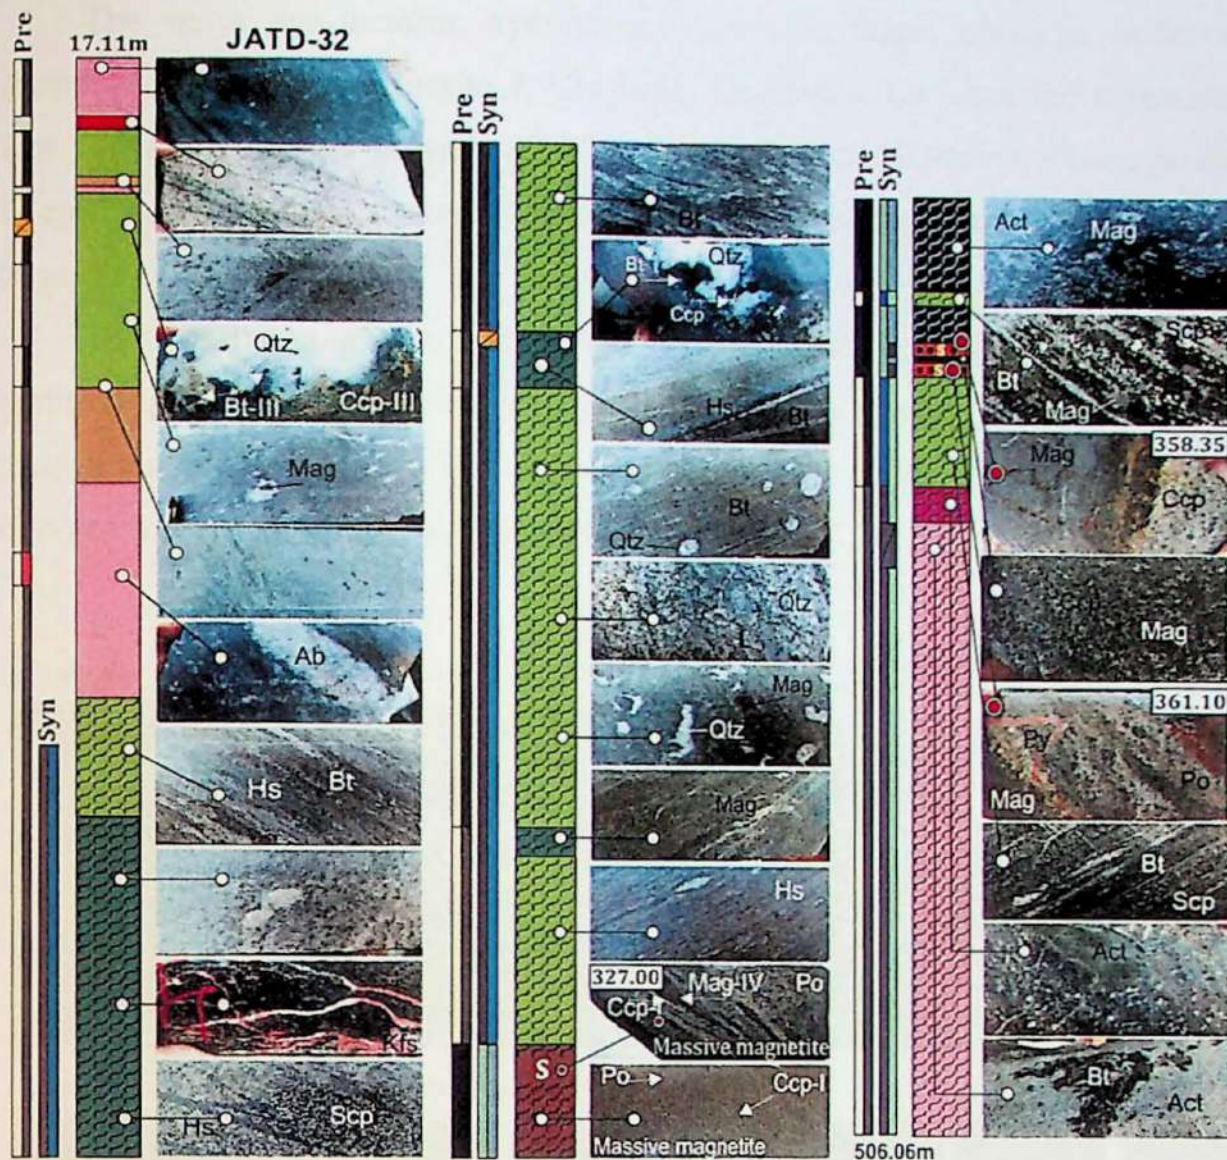 Pre
17.11m
JATD-32
Qtz
Bt-III
Ccp-III
Mag
Ab
Syn
Hs
Bt
Kfs
Hs
Scp
Pre
Syn
Bt
Bt
Qtz
Ccp
Hs
Bt
Bt
Qtz
Qtz
Mag
Qtz
Mag
Hs
327.00
Mag-IV
Po
Ccp-I
Massive magnetite
S
Po
Ccp-I
Massive magnetite
Pre
Syn
Act
Mag
Scp
Bt
Mag
S
S
358.35
Mag
Ccp
Ccp
Mag
361.10
Py
Po
Mag
Bt
Scp
Act
Bt
Act
506.06m